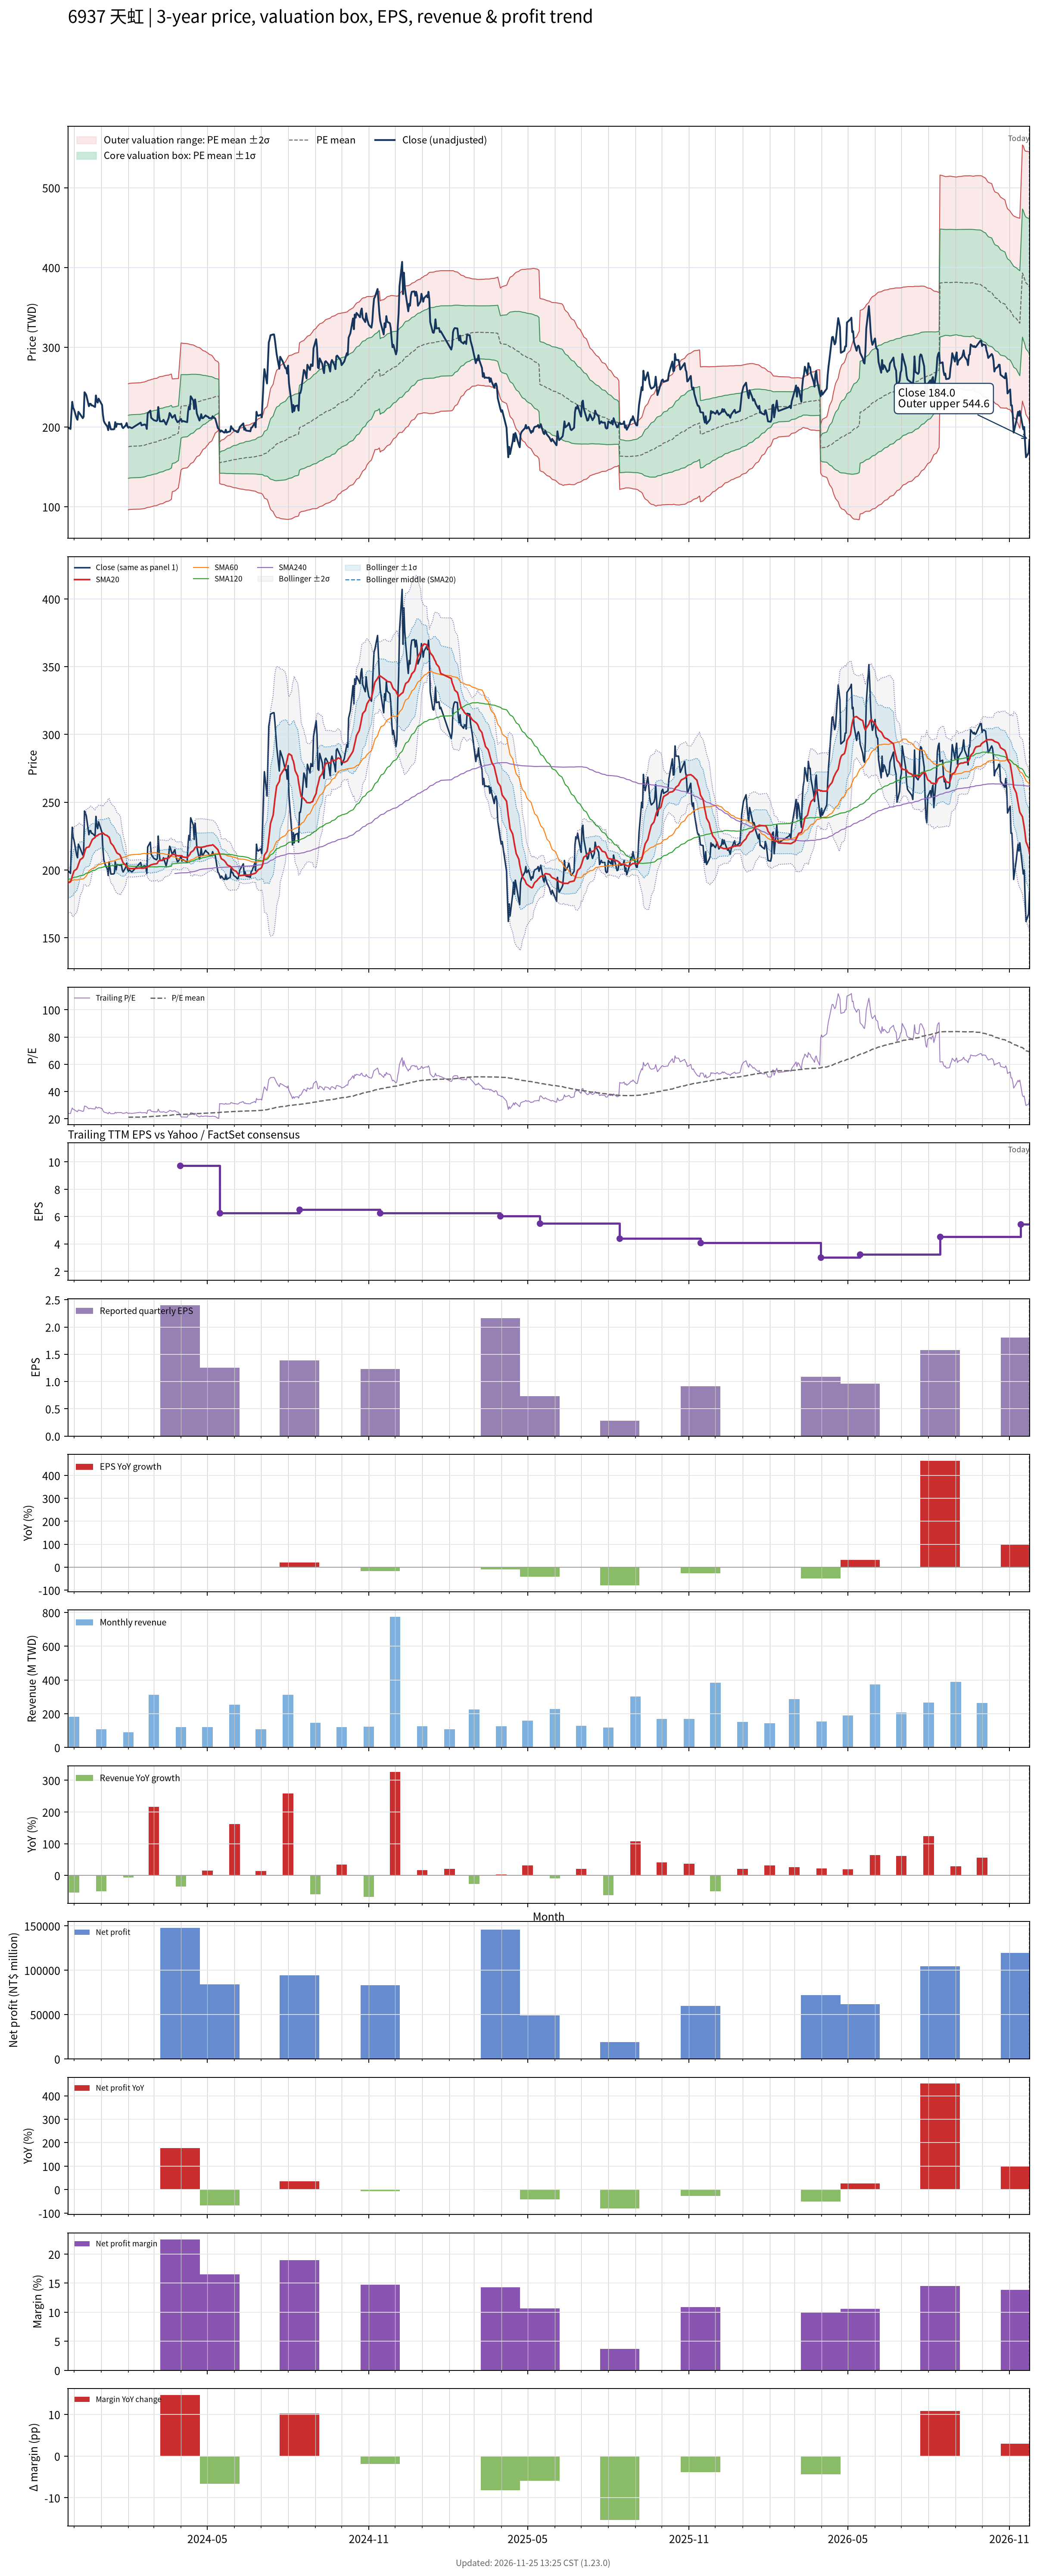 6937 天虹 | 3-year price, valuation box, EPS, revenue & profit trend
Outer valuation range: PE mean ±2σ
Core valuation box: PE mean ±1σ
PE mean
Close (unadjusted)
Today
Price (TWD)
500
400
300
200
100
Close 184.0
Outer upper 544.6
Close (same as panel 1)
SMA20
SMA60
SMA120
SMA240
Bollinger ±2σ
Bollinger ±1σ
Bollinger middle (SMA20)
Price
400
350
300
250
200
150
Trailing P/E
P/E mean
P/E
100
80
60
40
20
Trailing TTM EPS vs Yahoo / FactSet consensus
Today
EPS
10
8
6
4
2
Reported quarterly EPS
EPS
2.5
2.0
1.5
1.0
0.5
0.0
EPS YoY growth
YoY (%)
400
300
200
100
0
-100
Monthly revenue
Revenue (M TWD)
800
600
400
200
0
Revenue YoY growth
YoY (%)
300
200
100
0
Month
Net profit
Net profit (NT$ million)
150000
100000
50000
0
Net profit YoY
YoY (%)
400
300
200
100
0
-100
Net profit margin
Margin (%)
20
15
10
5
0
Margin YoY change
Δ margin (pp)
10
0
-10
2024-05
2024-11
2025-05
2025-11
2026-05
2026-11
Updated: 2026-11-25 13:25 CST (1.23.0)